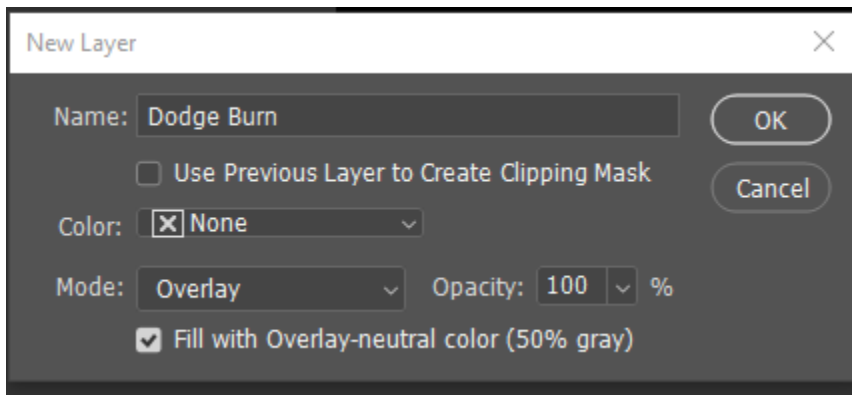 New Layer
Name: Dodge Burn
OK
Use Previous Layer to Create Clipping Mask
Cancel
Color: None
Mode: Overlay Opacity: 100 %
Fill with Overlay-neutral color (50% gray)